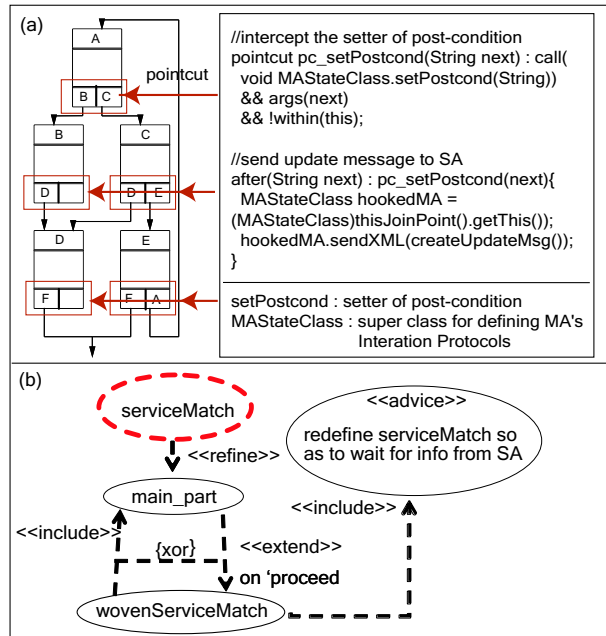 (a)
A
B C
pointcut
B
C
D
D E
D
E
F
F A
//intercept the setter of post-condition
pointcut pc_setPostcond(String next) : call(
void MAStateClass.setPostcond(String))
&& args(next)
&& !within(this);
//send update message to SA
after(String next) : pc_setPostcond(next){
MAStateClass hookedMA =
(MAStateClass)thisJoinPoint().getThis());
hookedMA.sendXML(createUpdateMsg());
}
setPostcond : setter of post-condition
MAStateClass : super class for defining MA's
Interation Protocols
(b)
serviceMatch
<<refine>>
main_part
<<include>>
{xor}
<<extend>>
on 'proceed
wovenServiceMatch
<<advice>>
redefine serviceMatch so
as to wait for info from SA
<<include>>